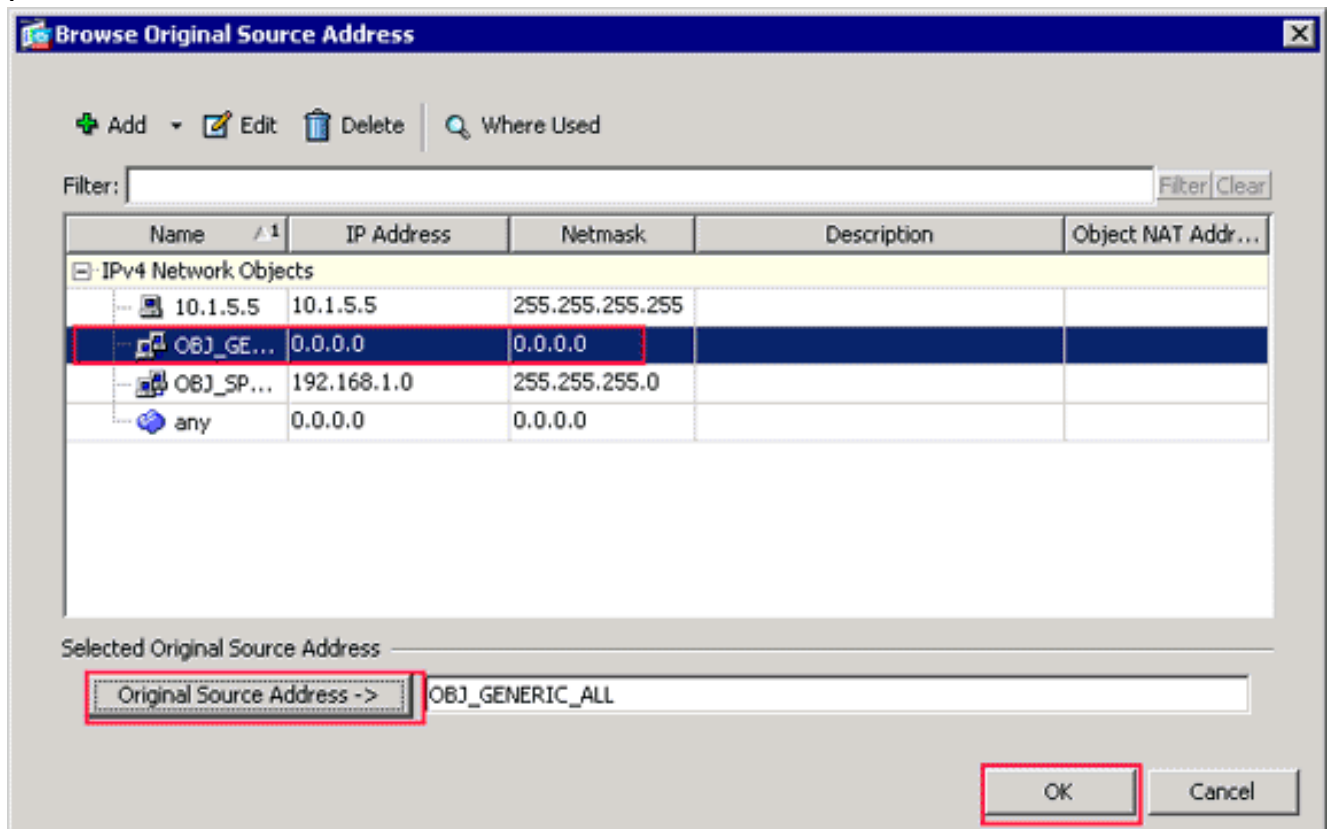 Browse Original Source Address
Add Edit Delete Where Used
Filter: Filter Clear
Name 1 IP Address Netmask Description Object NAT Addr...
IPv4 Network Objects
10.1.5.5 10.1.5.5 255.255.255.255
OBJ_GE... 0.0.0.0 0.0.0.0
OBJ_SP... 192.168.1.0 255.255.255.0
any 0.0.0.0 0.0.0.0
Selected Original Source Address
Original Source Address -> OBJ_GENERIC_ALL
OK Cancel